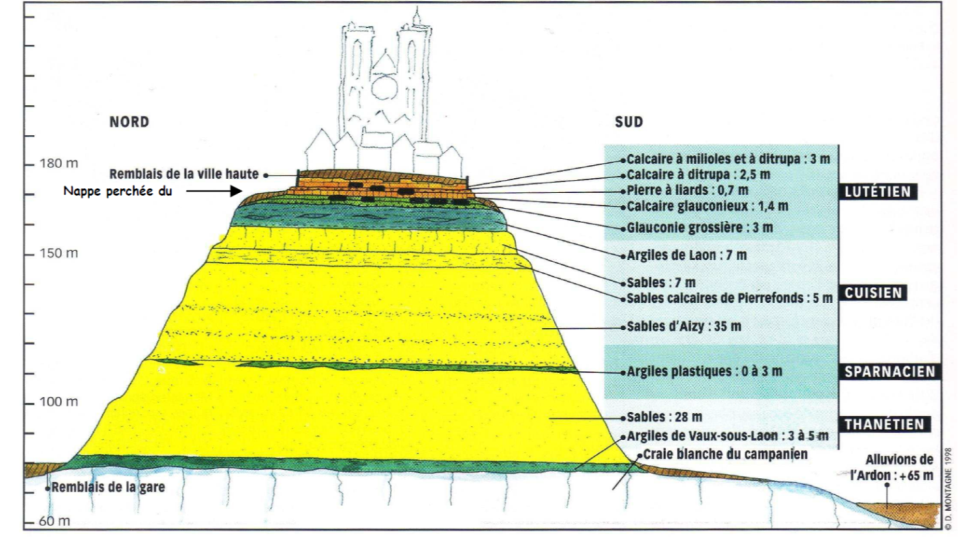 NORD
SUD
180 m
150 m
100 m
60 m
Remblais de la ville haute
Nappe perchée du
Remblais de la gare
Calcaire à milioles et à ditrupa : 3 m
Calcaire à ditrupa : 2,5 m
Pierre à liards : 0,7 m
Calcaire glauconieux : 1,4 m
Glauconie grossière : 3 m
Argiles de Laon : 7 m
Sables : 7 m
Sables calcaires de Pierrefonds : 5 m
Sables d'Aizy : 35 m
Argiles plastiques : 0 à 3 m
Sables : 28 m
Argiles de Vaux-sous-Laon : 3 à 5 m
Craie blanche du campanien
LUTÉTIEN
CUISIEN
SPARNACIEN
THANÉTIEN
Alluvions de
l'Ardon : +65 m
© D. MONTAGNE 1998